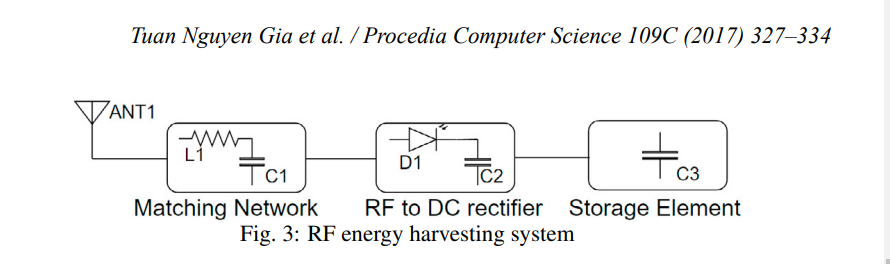 Tuan Nguyen Gia et al. / Procedia Computer Science 109C (2017) 327–334
ANT1
L1
C1
D1
C2
C3
Matching Network RF to DC rectifier Storage Element
Fig. 3: RF energy harvesting system